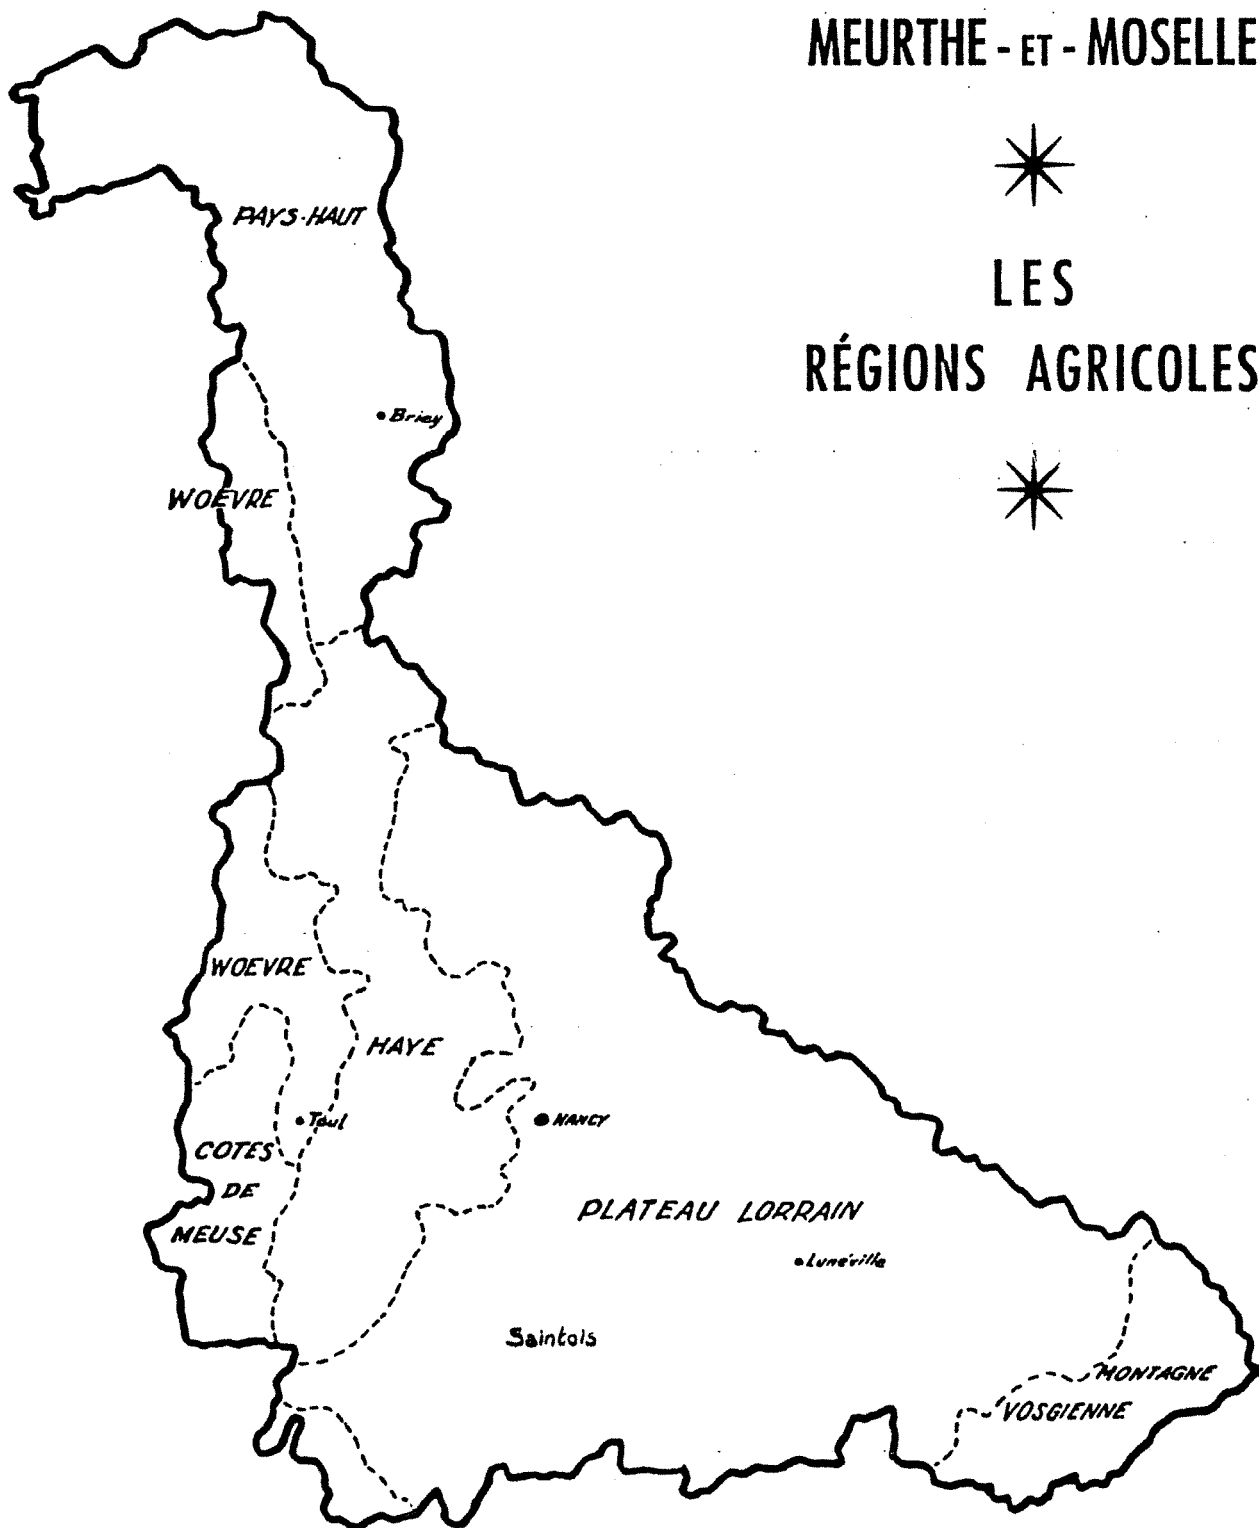 MEURTHE - ET - MOSELLE
LES
RÉGIONS AGRICOLES
PAYS-HAUT
Briey
WOEVRE
WOEVRE
HAYE
Toul
NANCY
COTES
DE
MEUSE
PLATEAU LORRAIN
Lunéville
Saintois
MONTAGNE
VOSGIENNE